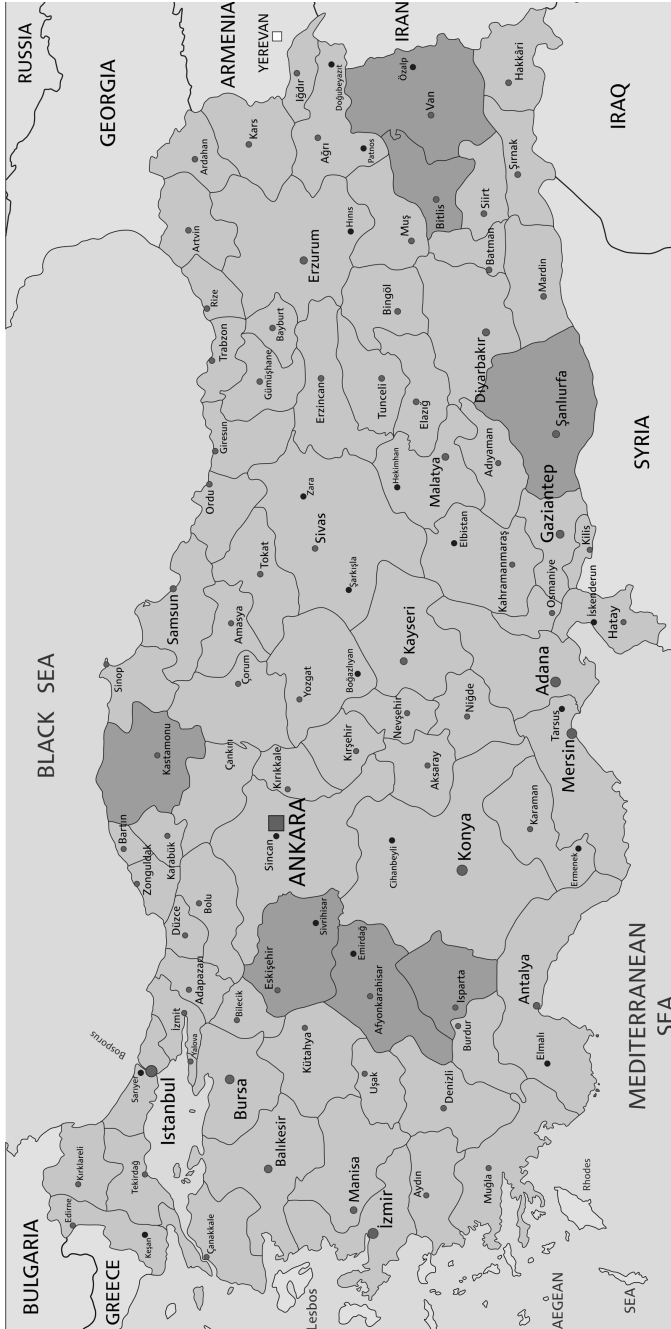 BULGARIA
GREECE
BLACK SEA
GEORGIA
RUSSIA
ARMENIA
YEREVAN
IRAN
IRAQ
SYRIA
MEDITERRANEAN
SEA
AEGEAN
SEA
Lesbos
Rhodes
Bosporus
Edirne
Kırklareli
Keşan
Tekirdağ
Sarıyer
Istanbul
Çanakkale
Yalova
İzmit
Adapazarı
Düzce
Zonguldak
Bartın
Karabük
Bolu
Kastamonu
Sinop
Çankırı
Samsun
Çorum
Amasya
Tokat
Ordu
Giresun
Trabzon
Gümüşhane
Bayburt
Rize
Artvin
Ardahan
Kars
Iğdır
Doğubeyazıt
Ağrı
Patnos
Erzurum
Hınıs
Erzincan
Zara
Sivas
Şarkışla
Yozgat
Boğazlıyan
Kırıkkale
Kırşehir
ANKARA
Sincan
Eskişehir
Sivrihisar
Bilecik
Bursa
Balıkesir
Kütahya
Manisa
İzmir
Uşak
Afyonkarahisar
Emirdağ
Cihanbeyli
Aksaray
Nevşehir
Kayseri
Niğde
Konya
Isparta
Burdur
Denizli
Aydın
Muğla
Elmalı
Antalya
Karaman
Ermenek
Mersin
Tarsus
Adana
Osmaniye
İskenderun
Hatay
Kilis
Gaziantep
Kahramanmaraş
Elbistan
Malatya
Hekimhan
Adıyaman
Şanlıurfa
Diyarbakır
Elazığ
Tunceli
Bingöl
Muş
Bitlis
Van
Özalp
Batman
Siirt
Mardin
Şırnak
Hakkâri